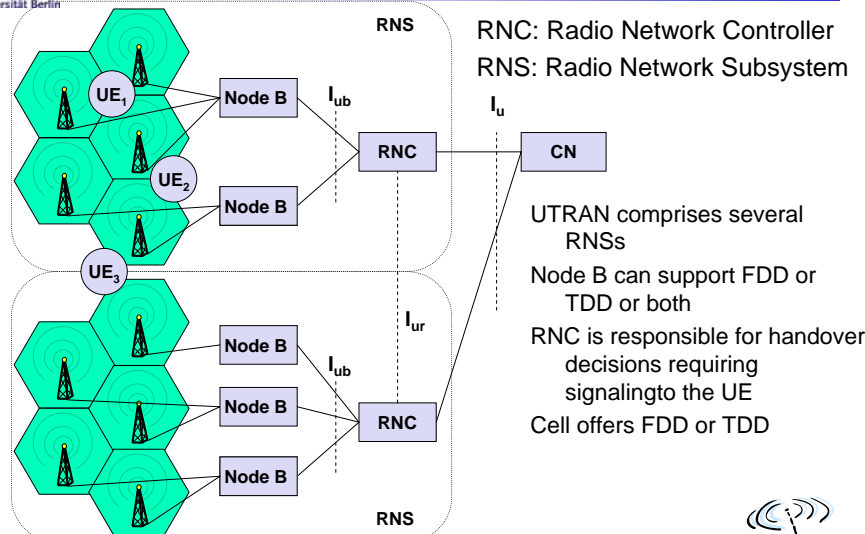 rsität Berlin
RNS
RNC: Radio Network Controller
RNS: Radio Network Subsystem
UE1
Node B
Iub
Iu
RNC
CN
UE2
Node B
UTRAN comprises several
RNSs
UE3
Node B can support FDD or
TDD or both
Iur
RNC is responsible for handover
decisions requiring
signalingto the UE
Node B
Iub
Node B
RNC
Cell offers FDD or TDD
Node B
RNS